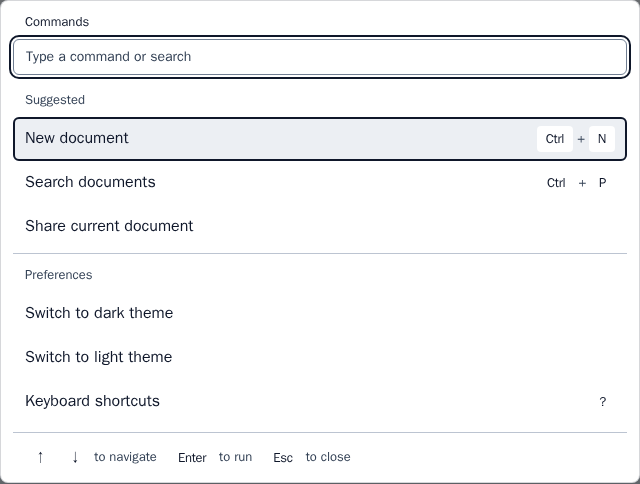 Commands
Type a command or search
Suggested
New document Ctrl + N
Search documents Ctrl + P
Share current document
Preferences
Switch to dark theme
Switch to light theme
Keyboard shortcuts ?
↑ ↓ to navigate Enter to run Esc to close